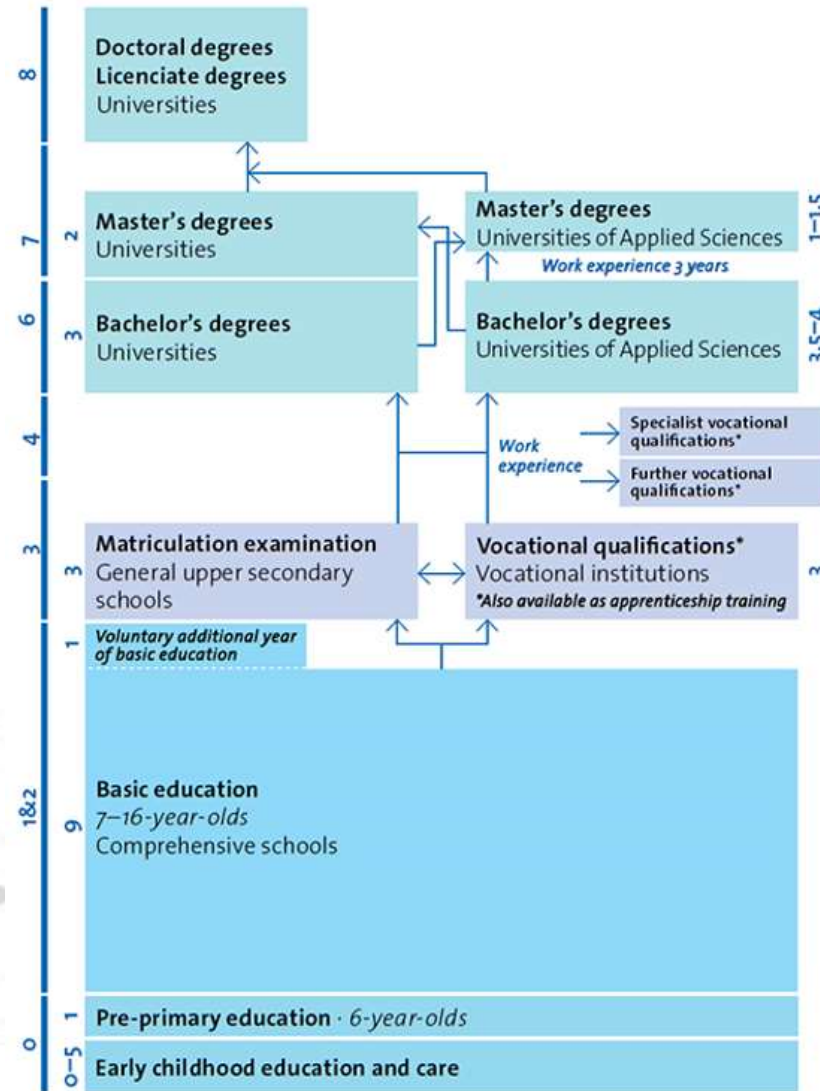 8
Doctoral degrees
Licenciate degrees
Universities
7
2
Master's degrees
Universities
Master's degrees
Universities of Applied Sciences
1–1,5
Work experience 3 years
6
3
Bachelor's degrees
Universities
Bachelor's degrees
Universities of Applied Sciences
3,5–4
4
Work
experience
Specialist vocational
qualifications*
Further vocational
qualifications*
3
3
Matriculation examination
General upper secondary
schools
Vocational qualifications*
Vocational institutions
*Also available as apprenticeship training
3
1
Voluntary additional year
of basic education
1&2
9
Basic education
7–16-year-olds
Comprehensive schools
0
1
Pre-primary education · 6-year-olds
0–5
Early childhood education and care